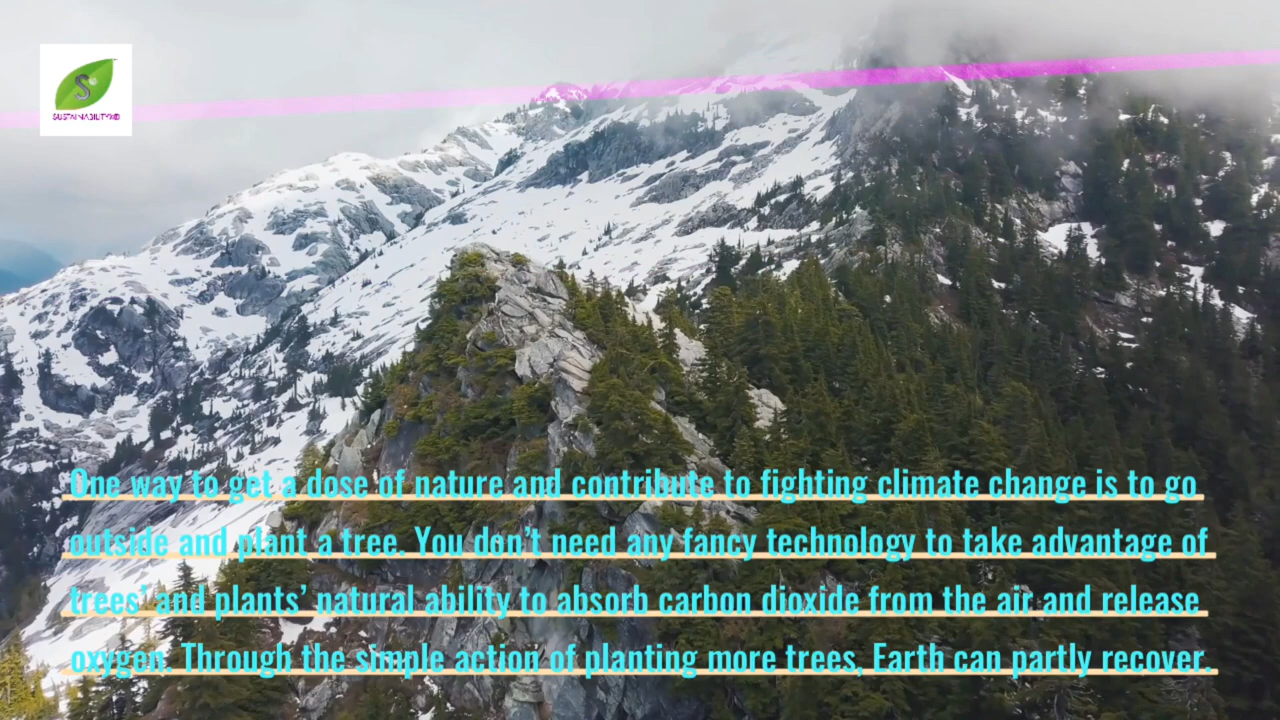 S
SUSTAINABILITY
One way to get a dose of nature and contribute to fighting climate change is to go
outside and plant a tree. You don’t need any fancy technology to take advantage of
trees’ and plants’ natural ability to absorb carbon dioxide from the air and release
oxygen. Through the simple action of planting more trees, Earth can partly recover.